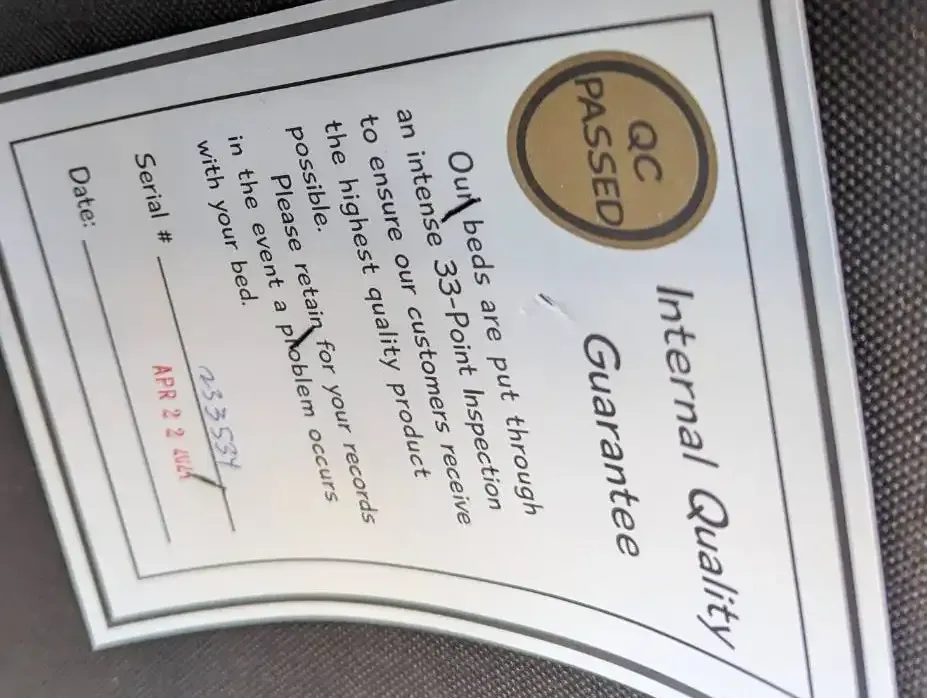 QC
PASSED
Internal Quality
Guarantee
Our beds are put through
an intense 33-Point Inspection
to ensure our customers receive
the highest quality product
possible.
Please retain for your records
in the event a problem occurs
with your bed.
Serial # 233534
Date: APR 22